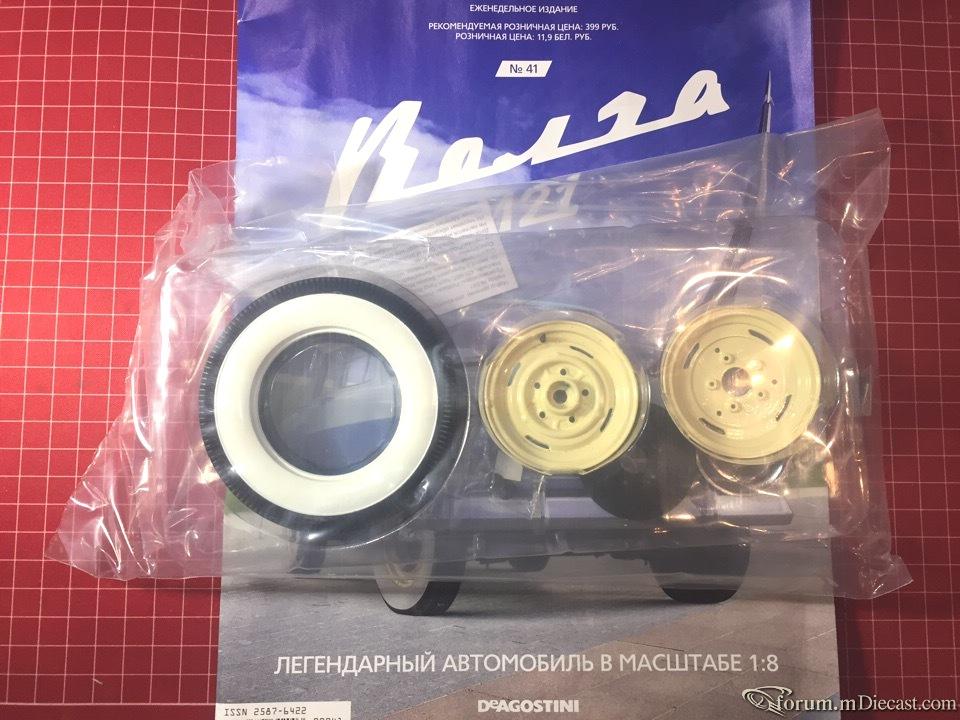 ЕЖЕНЕДЕЛЬНОЕ ИЗДАНИЕ
РЕКОМЕНДУЕМАЯ РОЗНИЧНАЯ ЦЕНА: 399 РУБ.
РОЗНИЧНАЯ ЦЕНА: 11,9 БЕЛ. РУБ.
№ 41
Волга
ЛЕГЕНДАРНЫЙ АВТОМОБИЛЬ В МАСШТАБЕ 1:8
ISSN 2587-6422
DeAGOSTINI
forum.mDiecast.com